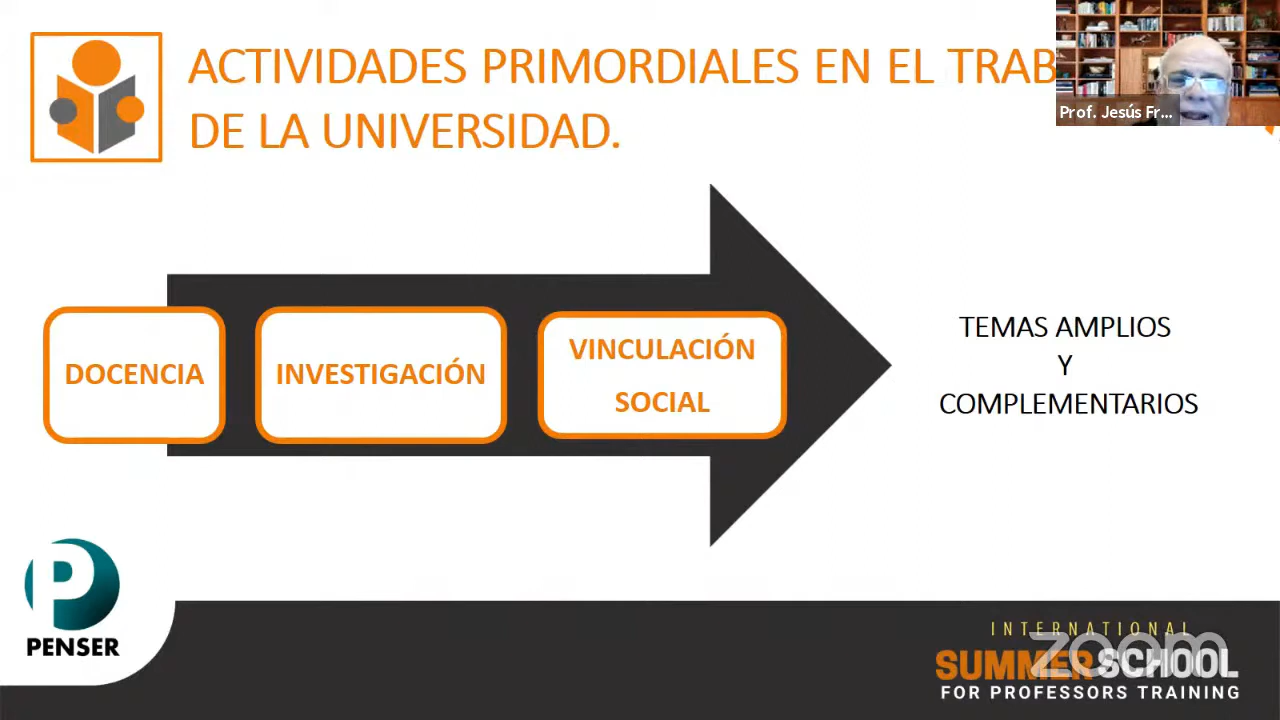 ACTIVIDADES PRIMORDIALES EN EL TRAB
DE LA UNIVERSIDAD.
Prof. Jesús Fr...
DOCENCIA
INVESTIGACIÓN
VINCULACIÓN
SOCIAL
TEMAS AMPLIOS
Y
COMPLEMENTARIOS
P
PENSER
INTERNATIONAL
zoom
SUMMER SCHOOL
FOR PROFESSORS TRAINING